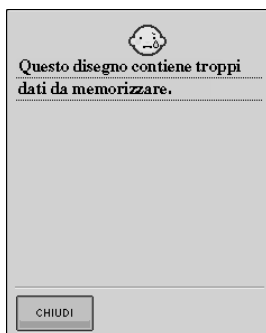 Questo disegno contiene troppi
dati da memorizzare.
CHIUDI